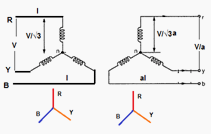 R I r
V/√3 V/√3a
V n n V/a
Y y
B I aI b
R R
B Y B Y